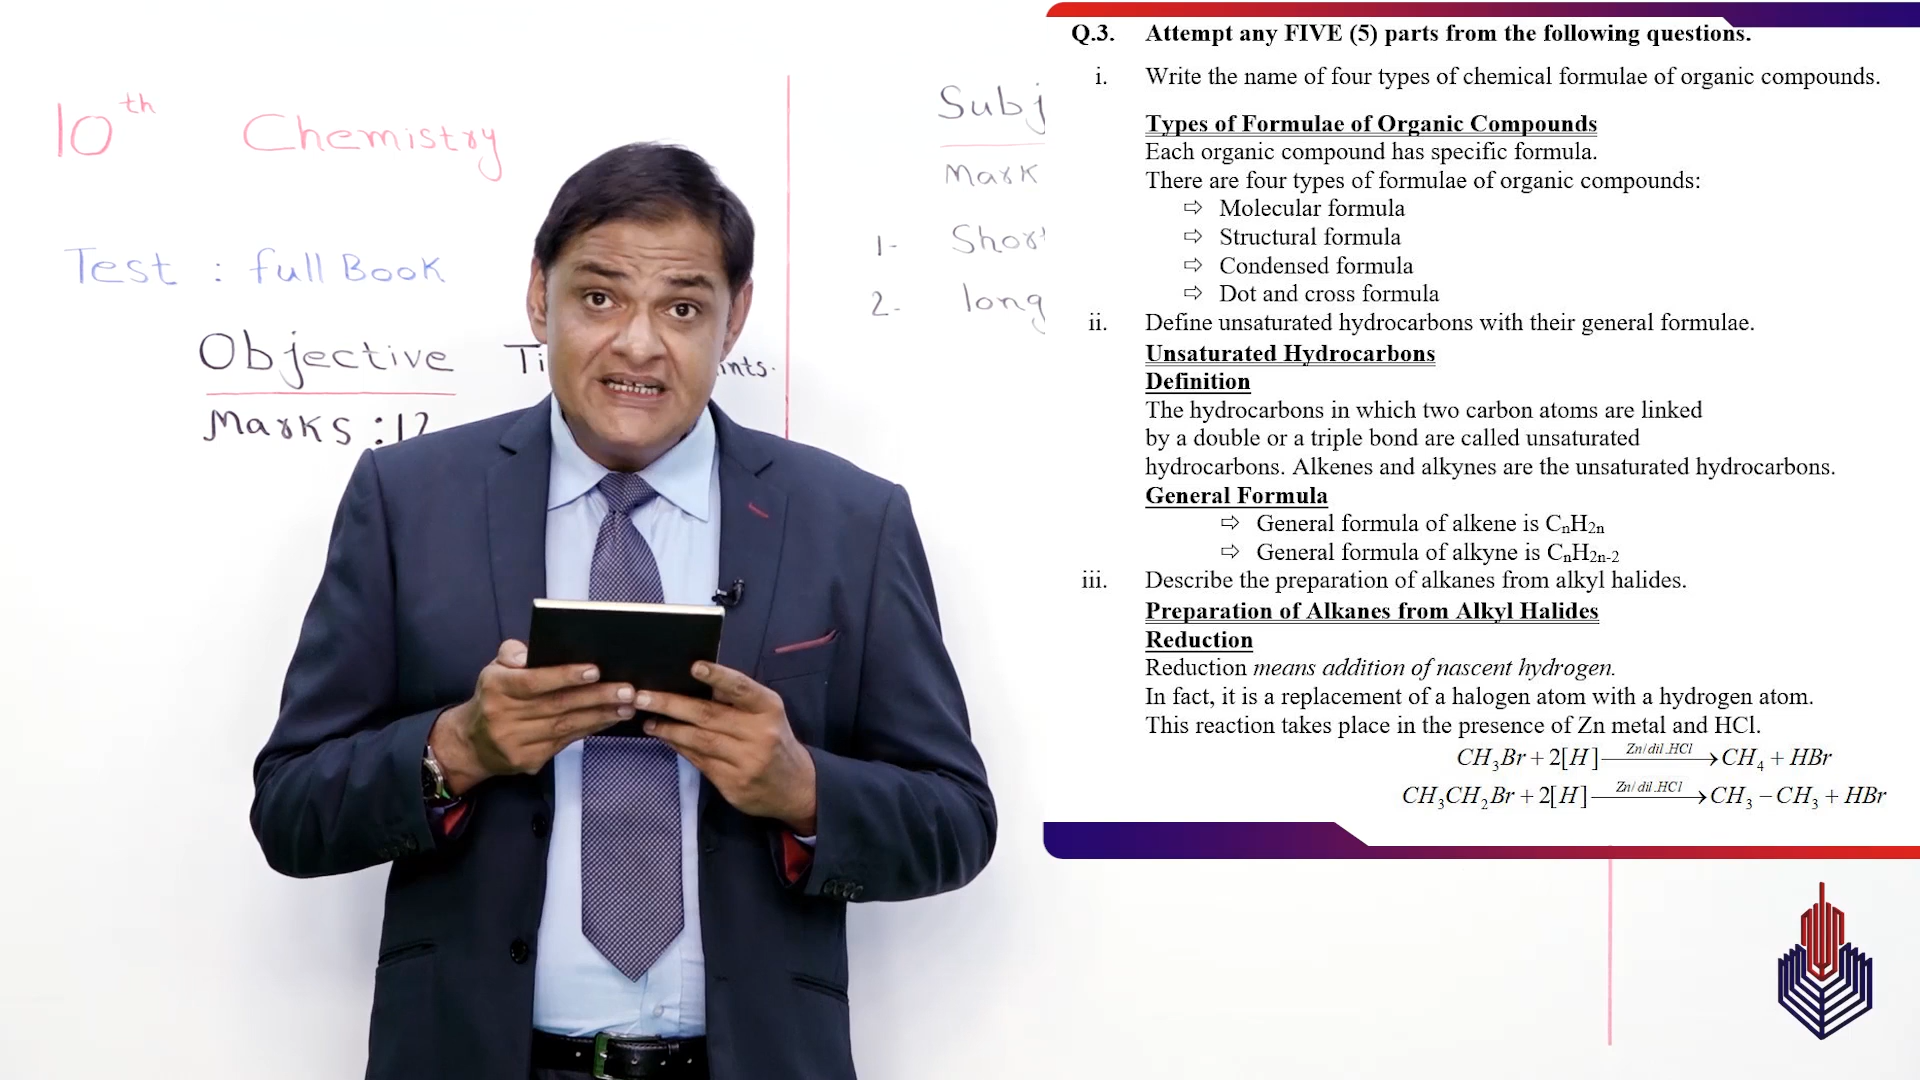 10th Chemistry
Test : full Book
Objective
Marks : 12
Subj
Mark
1- Shor
2- long
Q.3. Attempt any FIVE (5) parts from the following questions.
i. Write the name of four types of chemical formulae of organic compounds.
Types of Formulae of Organic Compounds
Each organic compound has specific formula.
There are four types of formulae of organic compounds:
⇨ Molecular formula
⇨ Structural formula
⇨ Condensed formula
⇨ Dot and cross formula
ii. Define unsaturated hydrocarbons with their general formulae.
Unsaturated Hydrocarbons
Definition
The hydrocarbons in which two carbon atoms are linked
by a double or a triple bond are called unsaturated
hydrocarbons. Alkenes and alkynes are the unsaturated hydrocarbons.
General Formula
⇨ General formula of alkene is CₙH₂ₙ
⇨ General formula of alkyne is CₙH₂ₙ₋₂
iii. Describe the preparation of alkanes from alkyl halides.
Preparation of Alkanes from Alkyl Halides
Reduction
Reduction means addition of nascent hydrogen.
In fact, it is a replacement of a halogen atom with a hydrogen atom.
This reaction takes place in the presence of Zn metal and HCl.
CH₃Br + 2[H] —Zn/dil.HCl→ CH₄ + HBr
CH₃CH₂Br + 2[H] —Zn/dil.HCl→ CH₃ − CH₃ + HBr